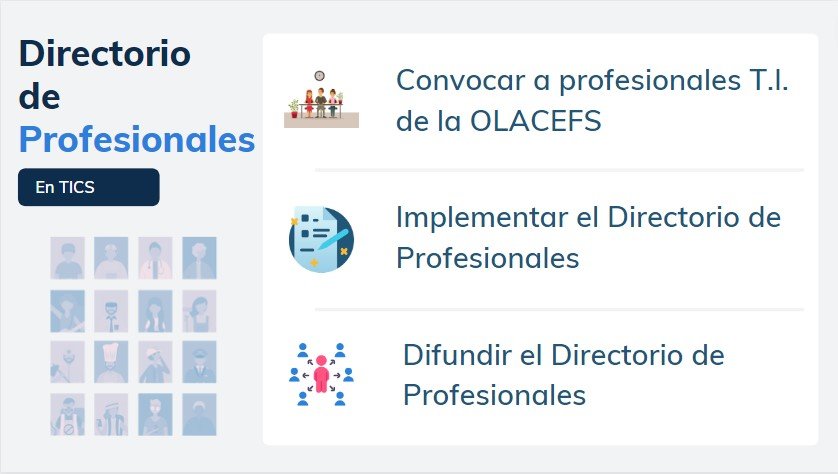 Directorio
de
Profesionales
En TICS
Convocar a profesionales T.I.
de la OLACEFS
Implementar el Directorio de
Profesionales
Difundir el Directorio de
Profesionales